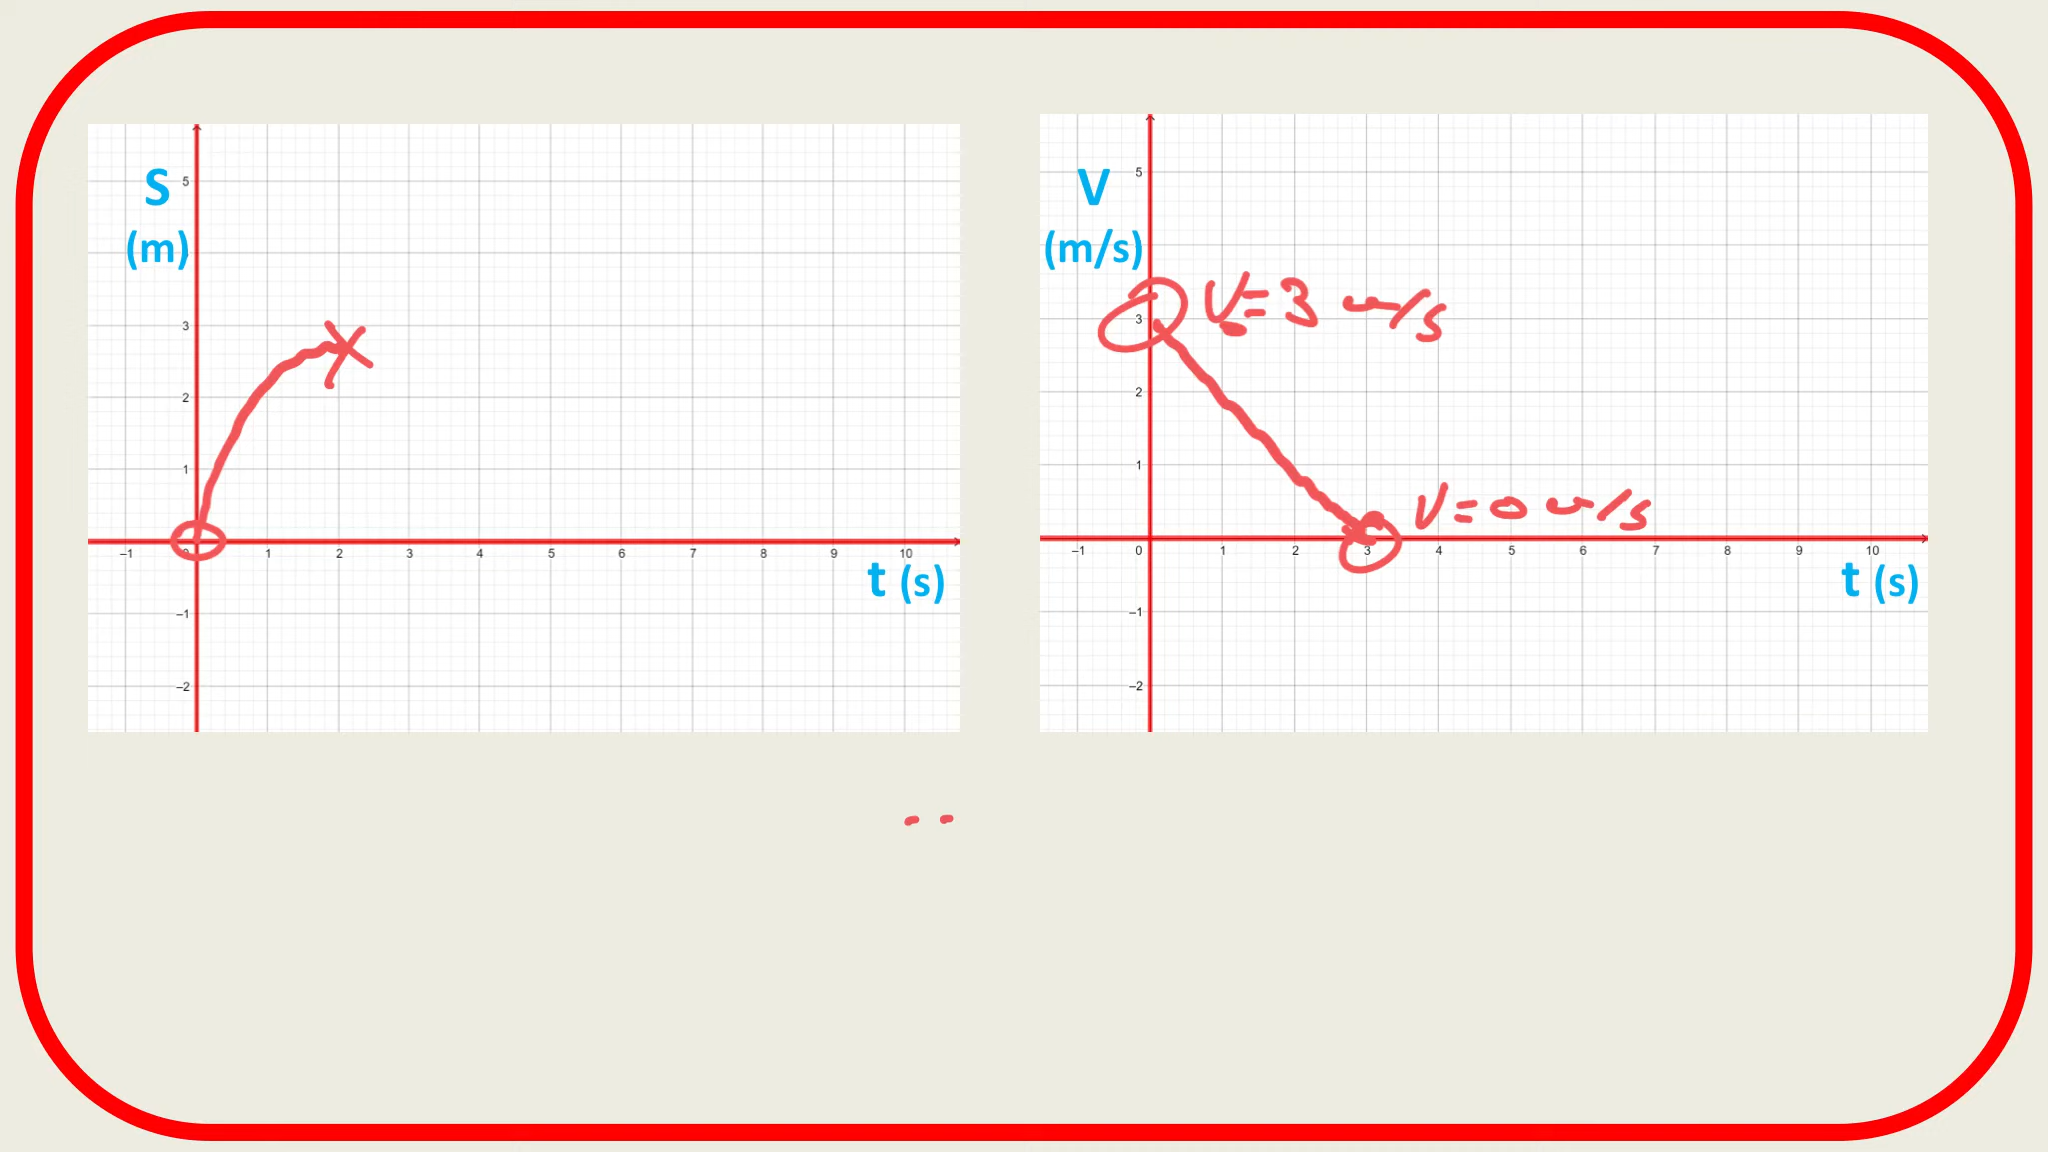 S
(m)
5
3
2
1
–1 1 2 3 4 5 6 7 8 9 10
t (s)
–1
–2
V
(m/s)
5
V=3 m/s
3
2
1
V=0 m/s
–1 0 1 2 3 4 5 6 7 8 9 10
t (s)
–1
–2